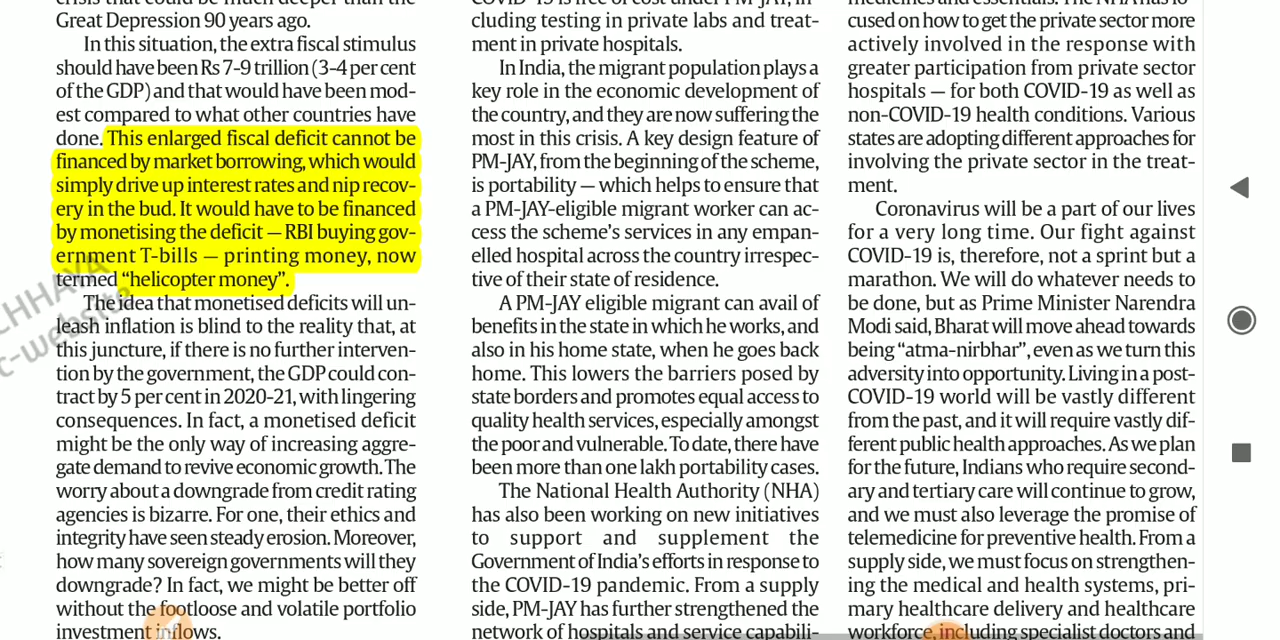 crisis that could be much deeper than the
Great Depression 90 years ago.
In this situation, the extra fiscal stimulus
should have been Rs 7-9 trillion (3-4 per cent
of the GDP) and that would have been mod-
est compared to what other countries have
done. This enlarged fiscal deficit cannot be
financed by market borrowing, which would
simply drive up interest rates and nip recov-
ery in the bud. It would have to be financed
by monetising the deficit — RBI buying gov-
ernment T-bills — printing money, now
termed “helicopter money”.
The idea that monetised deficits will un-
leash inflation is blind to the reality that, at
this juncture, if there is no further interven-
tion by the government, the GDP could con-
tract by 5 per cent in 2020-21, with lingering
consequences. In fact, a monetised deficit
might be the only way of increasing aggre-
gate demand to revive economic growth. The
worry about a downgrade from credit rating
agencies is bizarre. For one, their ethics and
integrity have seen steady erosion. Moreover,
how many sovereign governments will they
downgrade? In fact, we might be better off
without the footloose and volatile portfolio
investment inflows.
COVID-19 is free of cost under PM-JAY, in-
cluding testing in private labs and treat-
ment in private hospitals.
In India, the migrant population plays a
key role in the economic development of
the country, and they are now suffering the
most in this crisis. A key design feature of
PM-JAY, from the beginning of the scheme,
is portability — which helps to ensure that
a PM-JAY-eligible migrant worker can ac-
cess the scheme’s services in any empan-
elled hospital across the country irrespec-
tive of their state of residence.
A PM-JAY eligible migrant can avail of
benefits in the state in which he works, and
also in his home state, when he goes back
home. This lowers the barriers posed by
state borders and promotes equal access to
quality health services, especially amongst
the poor and vulnerable. To date, there have
been more than one lakh portability cases.
The National Health Authority (NHA)
has also been working on new initiatives
to support and supplement the
Government of India’s efforts in response to
the COVID-19 pandemic. From a supply
side, PM-JAY has further strengthened the
network of hospitals and service capabili-
medicines and essentials. The NHA has fo-
cused on how to get the private sector more
actively involved in the response with
greater participation from private sector
hospitals — for both COVID-19 as well as
non-COVID-19 health conditions. Various
states are adopting different approaches for
involving the private sector in the treat-
ment.
Coronavirus will be a part of our lives
for a very long time. Our fight against
COVID-19 is, therefore, not a sprint but a
marathon. We will do whatever needs to
be done, but as Prime Minister Narendra
Modi said, Bharat will move ahead towards
being “atma-nirbhar”, even as we turn this
adversity into opportunity. Living in a post-
COVID-19 world will be vastly different
from the past, and it will require vastly dif-
ferent public health approaches. As we plan
for the future, Indians who require second-
ary and tertiary care will continue to grow,
and we must also leverage the promise of
telemedicine for preventive health. From a
supply side, we must focus on strengthen-
ing the medical and health systems, pri-
mary healthcare delivery and healthcare
workforce, including specialist doctors and
CHHAYA
c-website